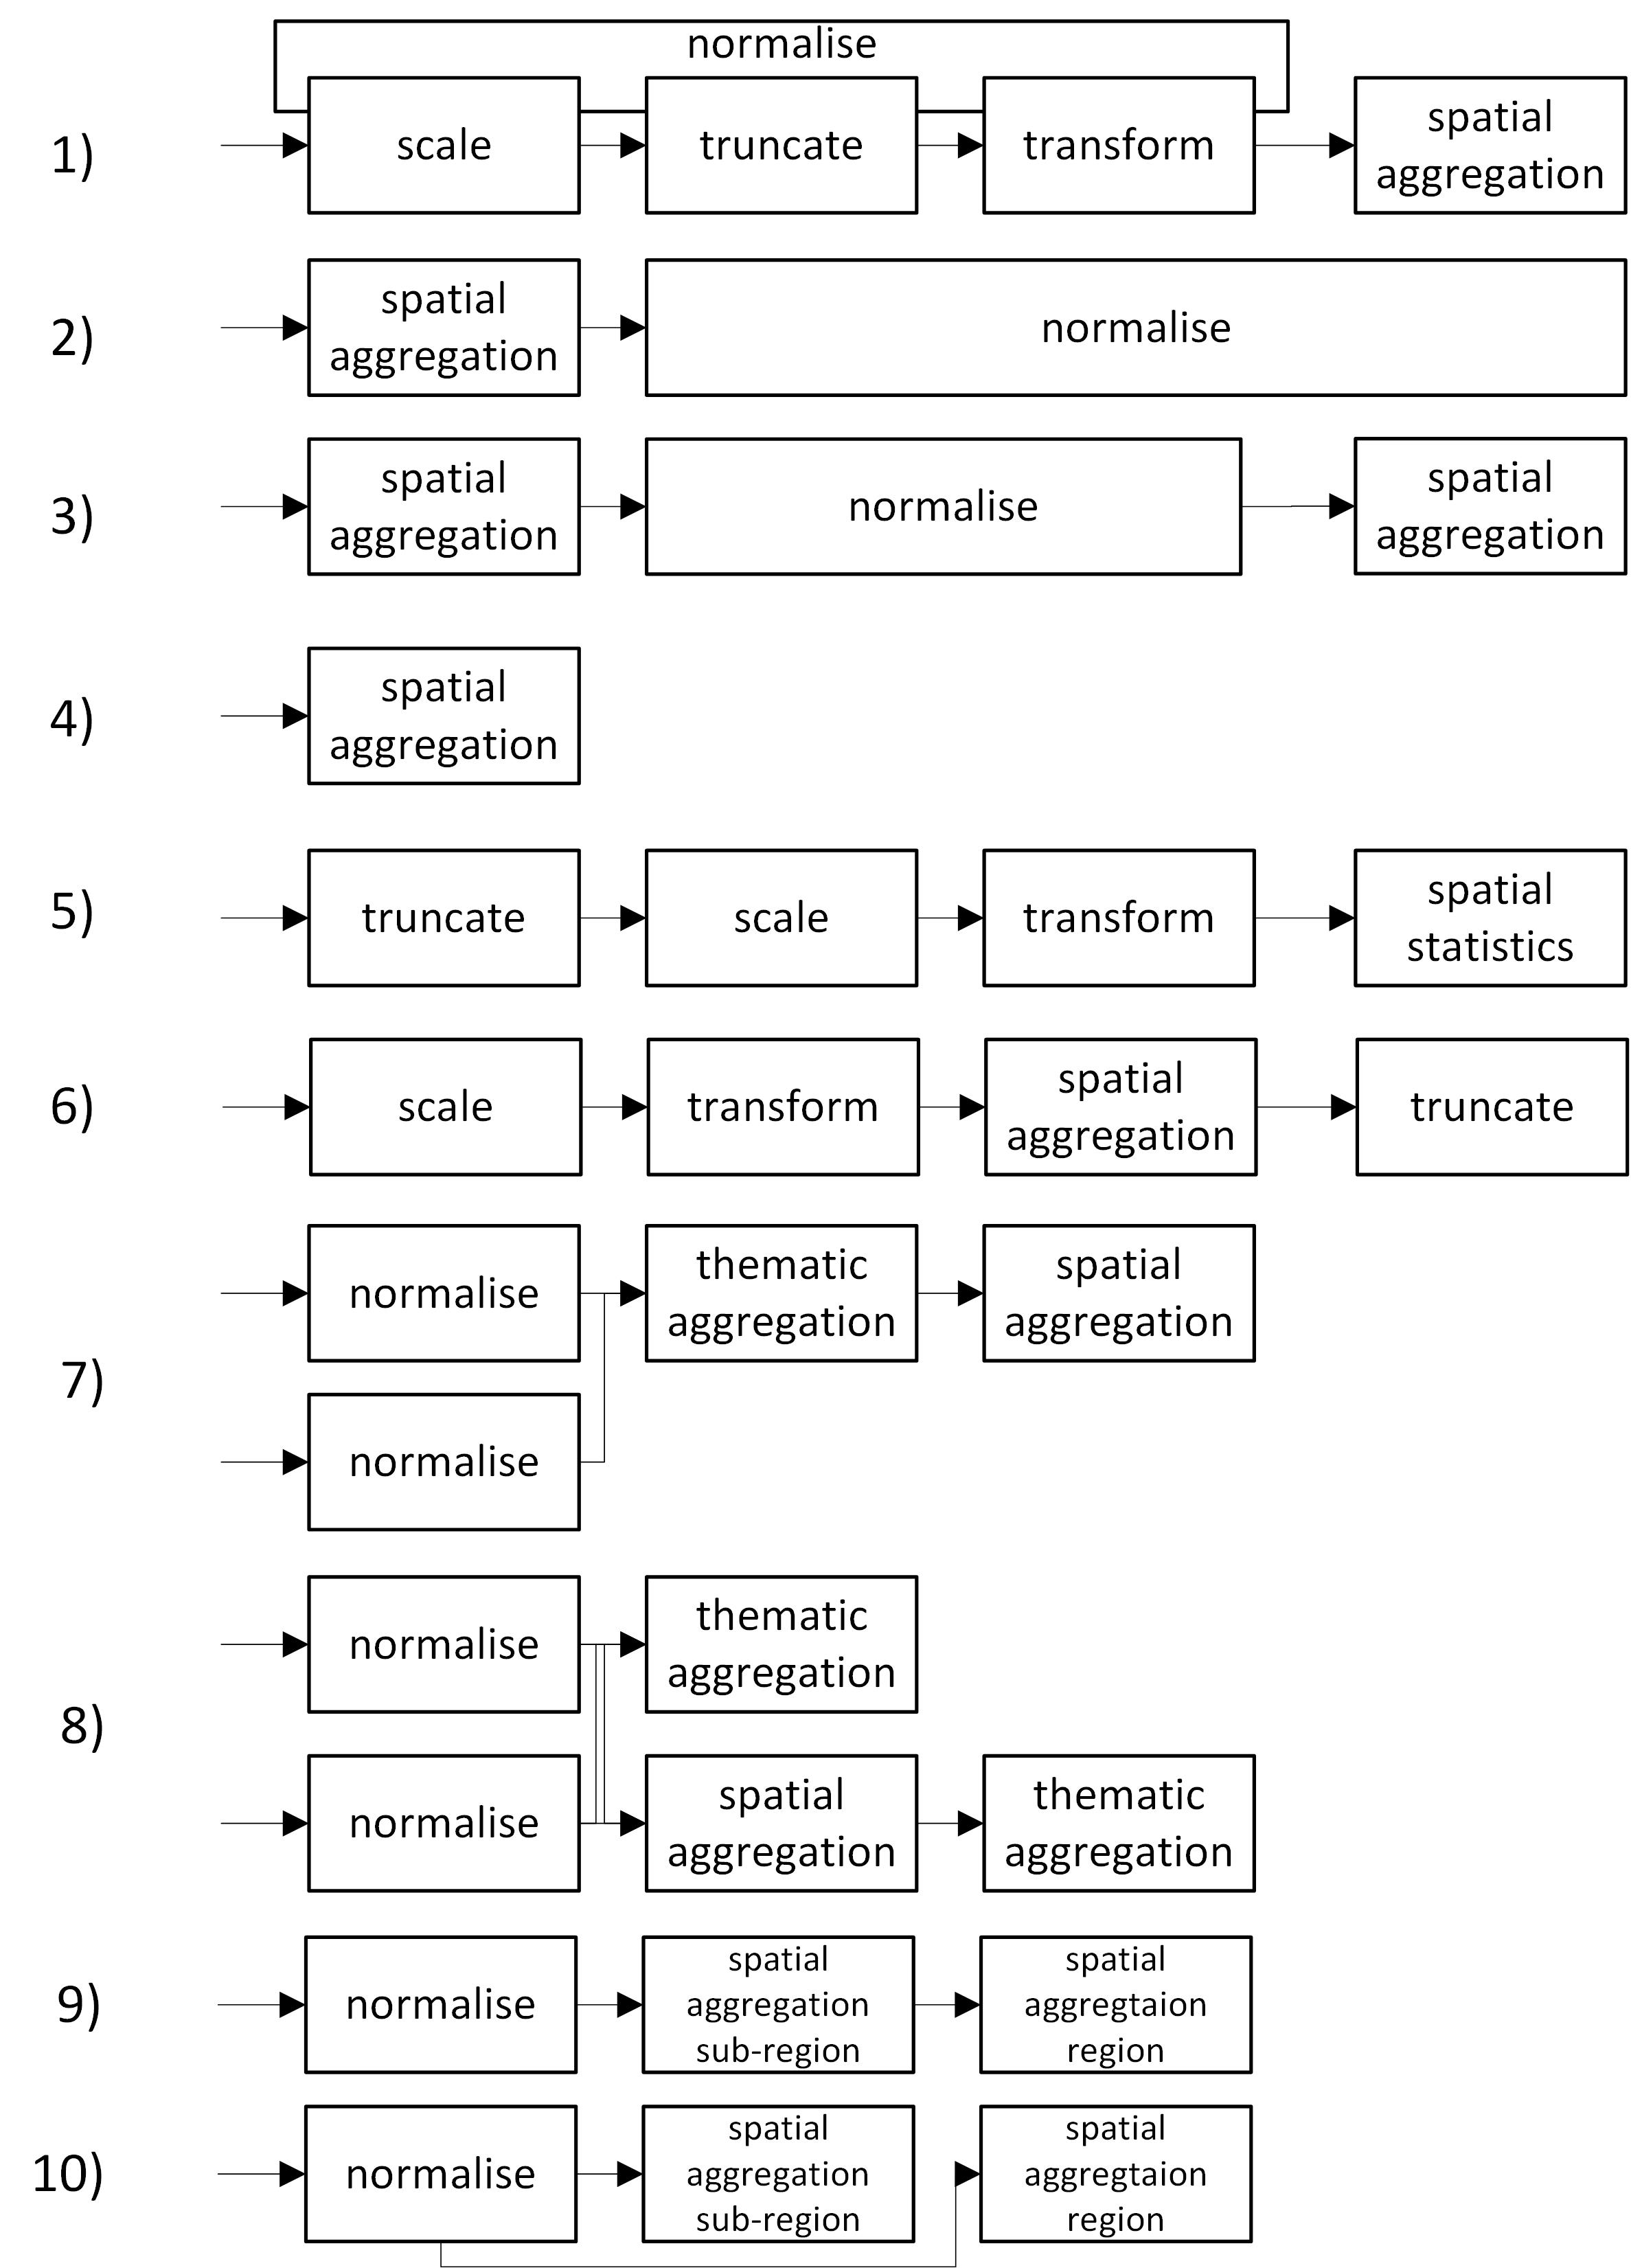 normalise
1)
scale
truncate
transform
spatial
aggregation
2)
spatial
aggregation
normalise
3)
spatial
aggregation
normalise
spatial
aggregation
4)
spatial
aggregation
5)
truncate
scale
transform
spatial
statistics
6)
scale
transform
spatial
aggregation
truncate
7)
normalise
thematic
aggregation
spatial
aggregation
normalise
8)
normalise
thematic
aggregation
normalise
spatial
aggregation
thematic
aggregation
9)
normalise
spatial
aggregation
sub-region
spatial
aggregtaion
region
10)
normalise
spatial
aggregation
sub-region
spatial
aggregtaion
region